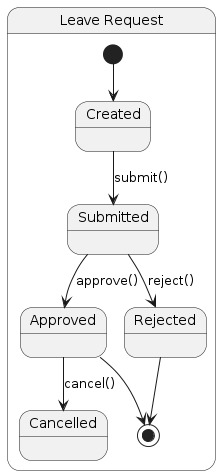 Leave Request
Created
submit()
Submitted
approve() reject()
Approved Rejected
cancel()
Cancelled